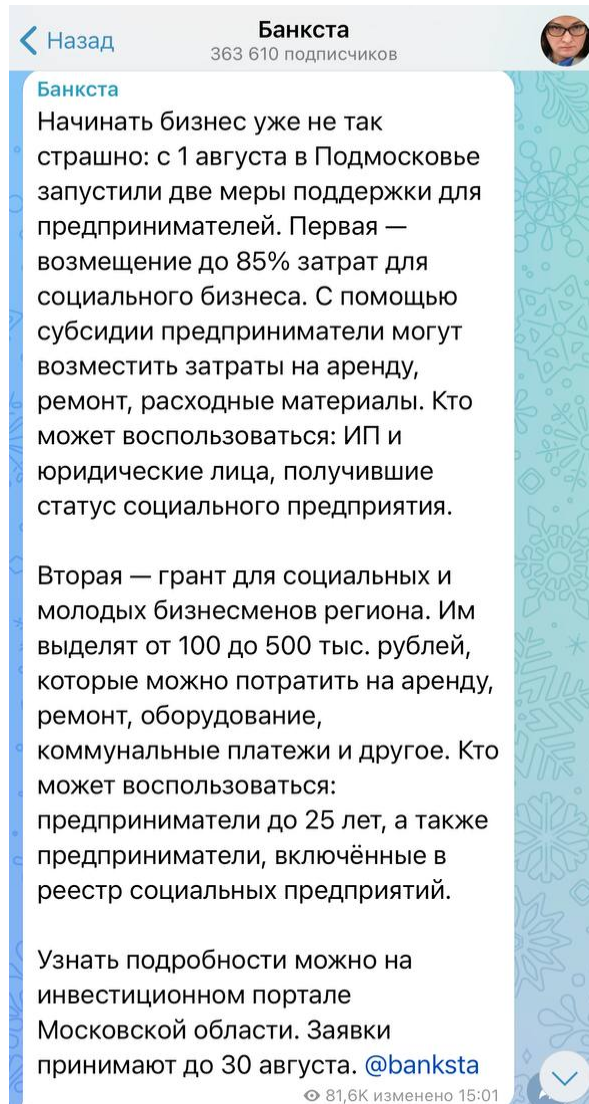 Назад
Банкста
363 610 подписчиков
Банкста
Начинать бизнес уже не так
страшно: с 1 августа в Подмосковье
запустили две меры поддержки для
предпринимателей. Первая —
возмещение до 85% затрат для
социального бизнеса. С помощью
субсидии предприниматели могут
возместить затраты на аренду,
ремонт, расходные материалы. Кто
может воспользоваться: ИП и
юридические лица, получившие
статус социального предприятия.
Вторая — грант для социальных и
молодых бизнесменов региона. Им
выделят от 100 до 500 тыс. рублей,
которые можно потратить на аренду,
ремонт, оборудование,
коммунальные платежи и другое. Кто
может воспользоваться:
предприниматели до 25 лет, а также
предприниматели, включённые в
реестр социальных предприятий.
Узнать подробности можно на
инвестиционном портале
Московской области. Заявки
принимают до 30 августа. @banksta
81,6K изменено 15:01